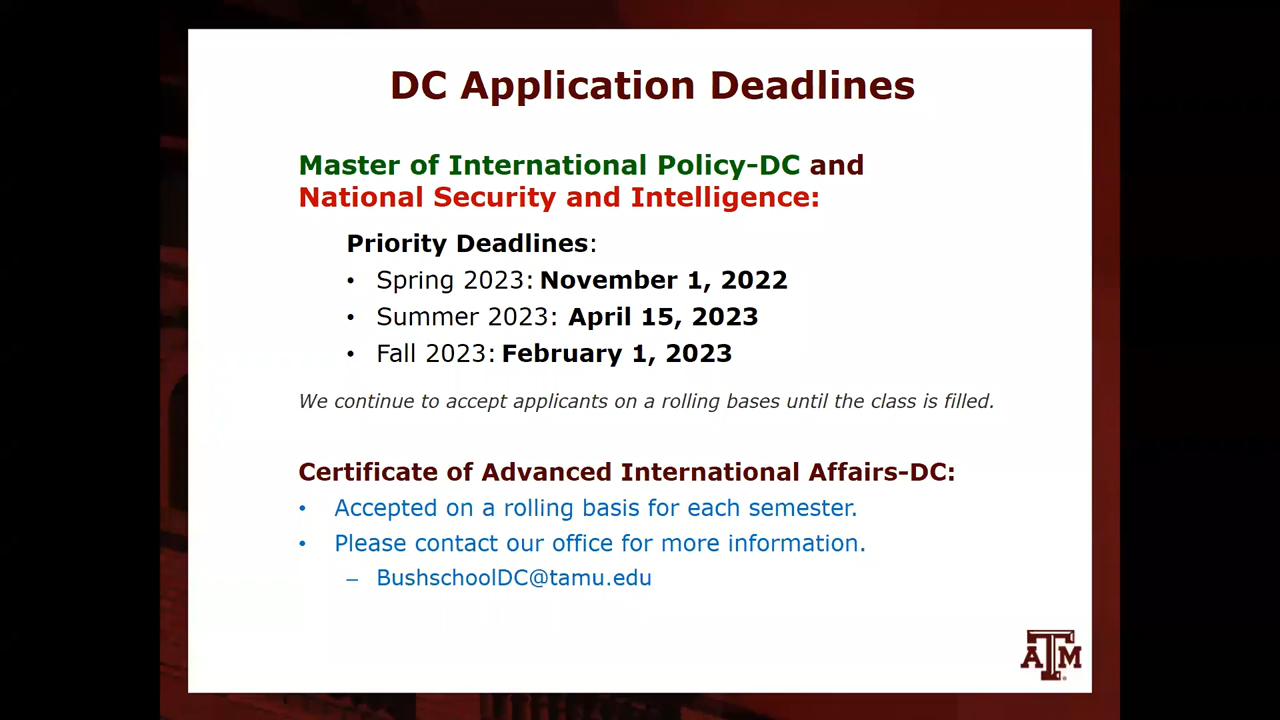 DC Application Deadlines
Master of International Policy-DC and
National Security and Intelligence:
Priority Deadlines:
• Spring 2023: November 1, 2022
• Summer 2023: April 15, 2023
• Fall 2023: February 1, 2023
We continue to accept applicants on a rolling bases until the class is filled.
Certificate of Advanced International Affairs-DC:
• Accepted on a rolling basis for each semester.
• Please contact our office for more information.
– BushschoolDC@tamu.edu
ATM®